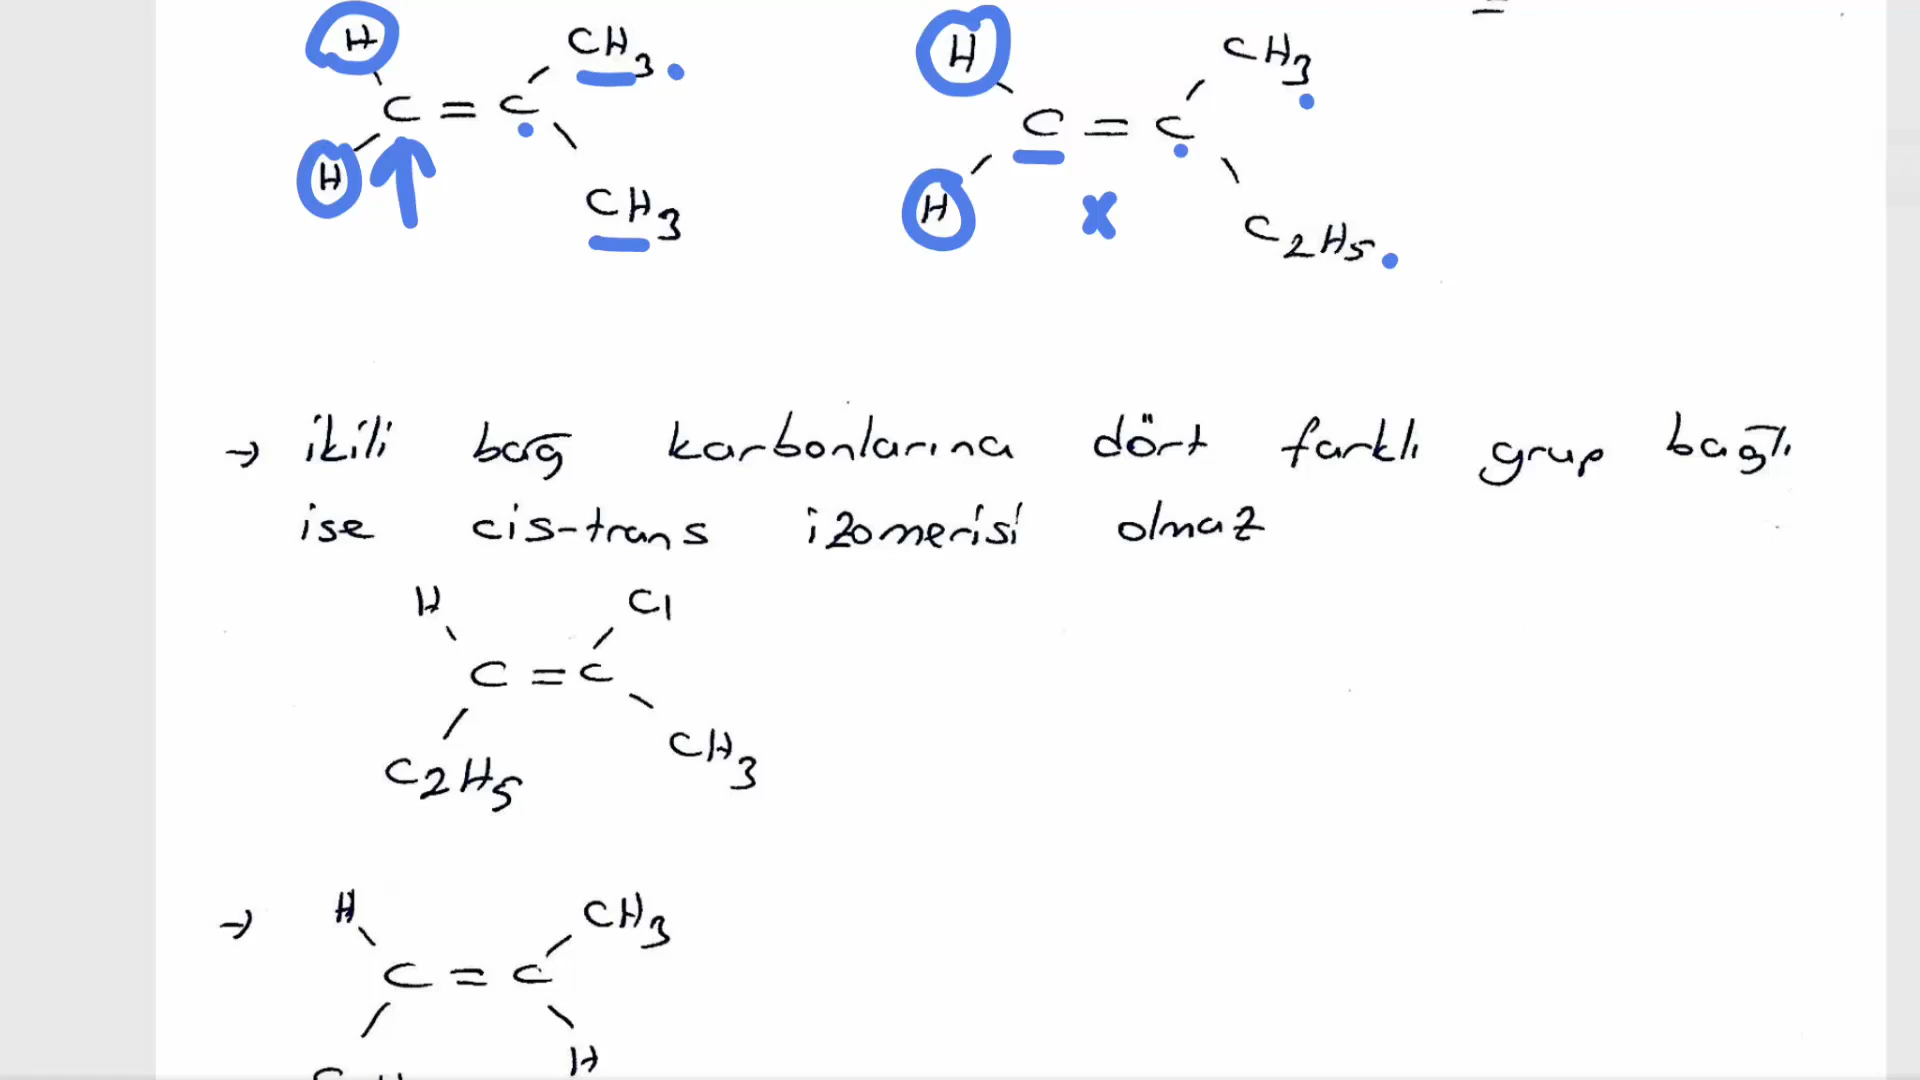 H CH3
C = C
H CH3
H CH3
C = C
H C2H5
→ ikili bağ karbonlarına dört farklı grup bağlı
ise cis-trans izomerisi olmaz
H Cl
C = C
C2H5 CH3
→ H CH3
C = C
H